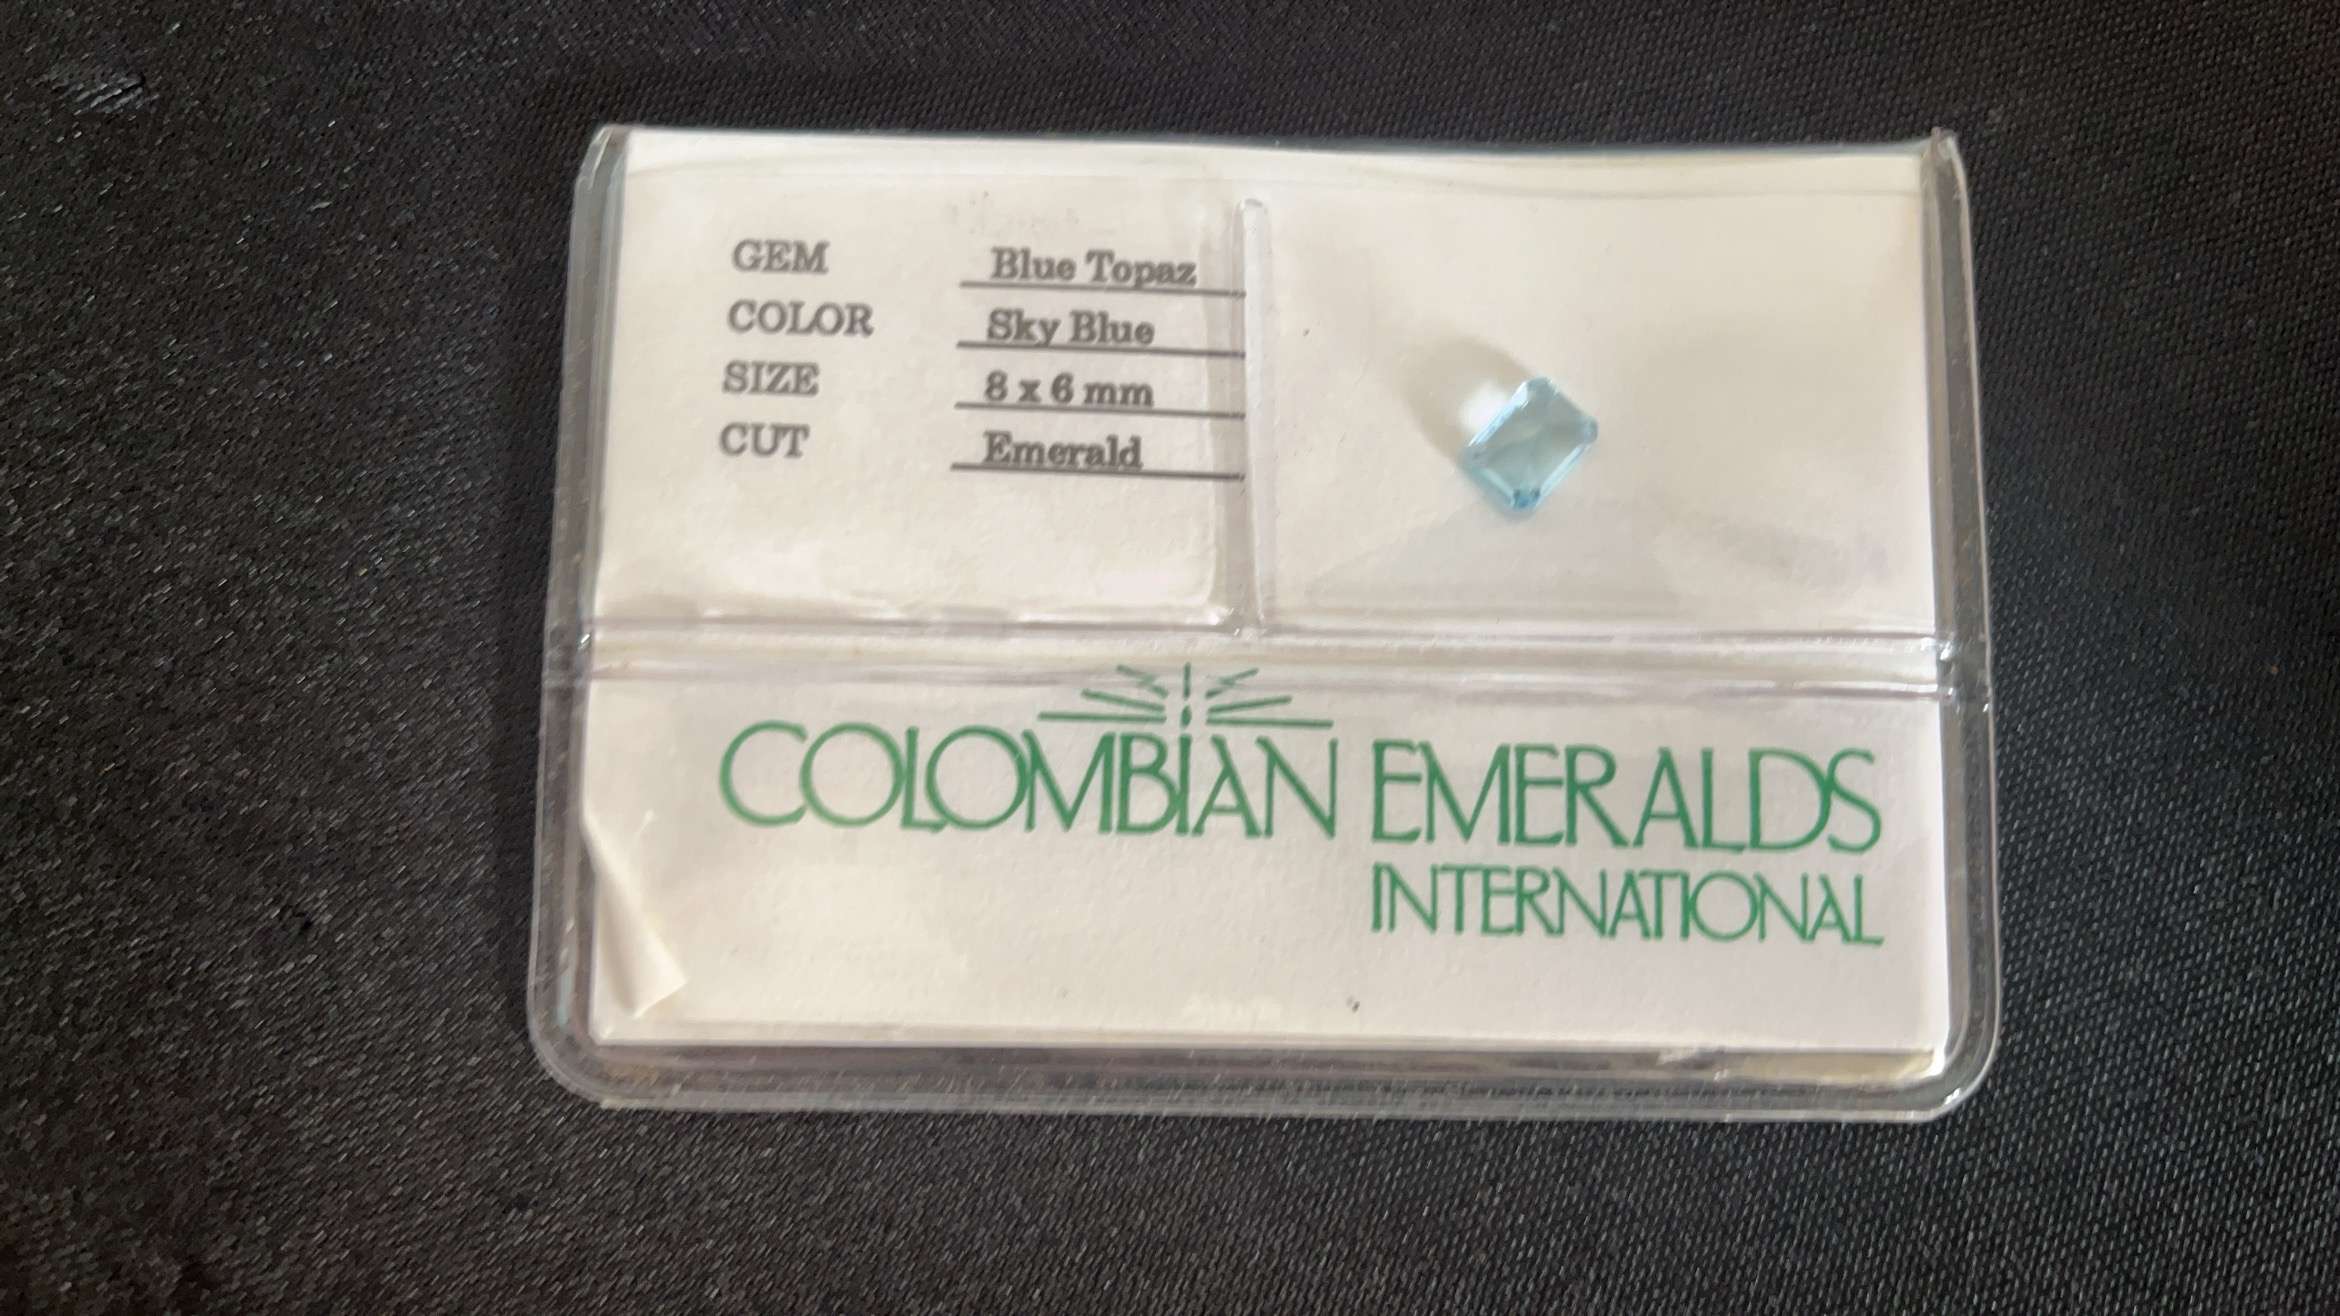 GEM Blue Topaz
COLOR Sky Blue
SIZE 8 x 6 mm
CUT Emerald
COLOMBIAN EMERALDS
INTERNATIONAL